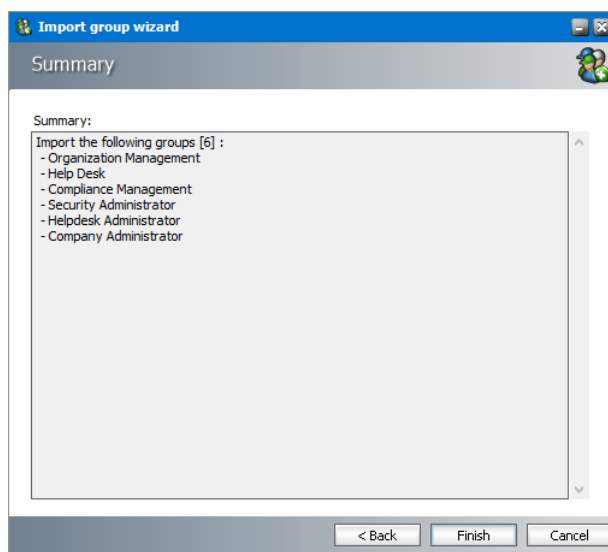 Import group wizard
Summary
Summary:
Import the following groups [6] :
- Organization Management
- Help Desk
- Compliance Management
- Security Administrator
- Helpdesk Administrator
- Company Administrator
< Back
Finish
Cancel